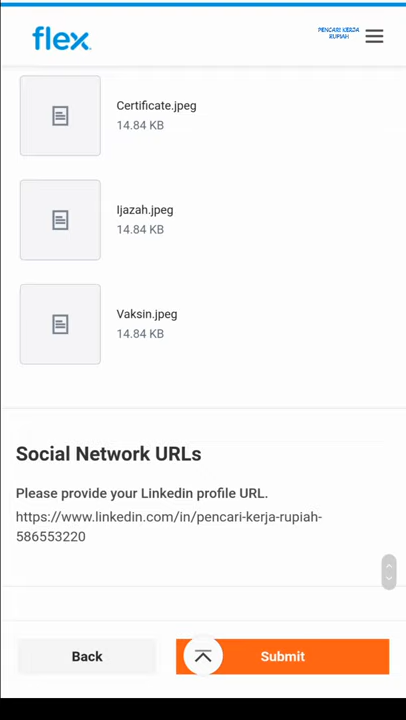 flex
PENCARI KERJA
RUPIAH
Certificate.jpeg
14.84 KB
Ijazah.jpeg
14.84 KB
Vaksin.jpeg
14.84 KB
Social Network URLs
Please provide your Linkedin profile URL.
https://www.linkedin.com/in/pencari-kerja-rupiah-
586553220
Back
Submit